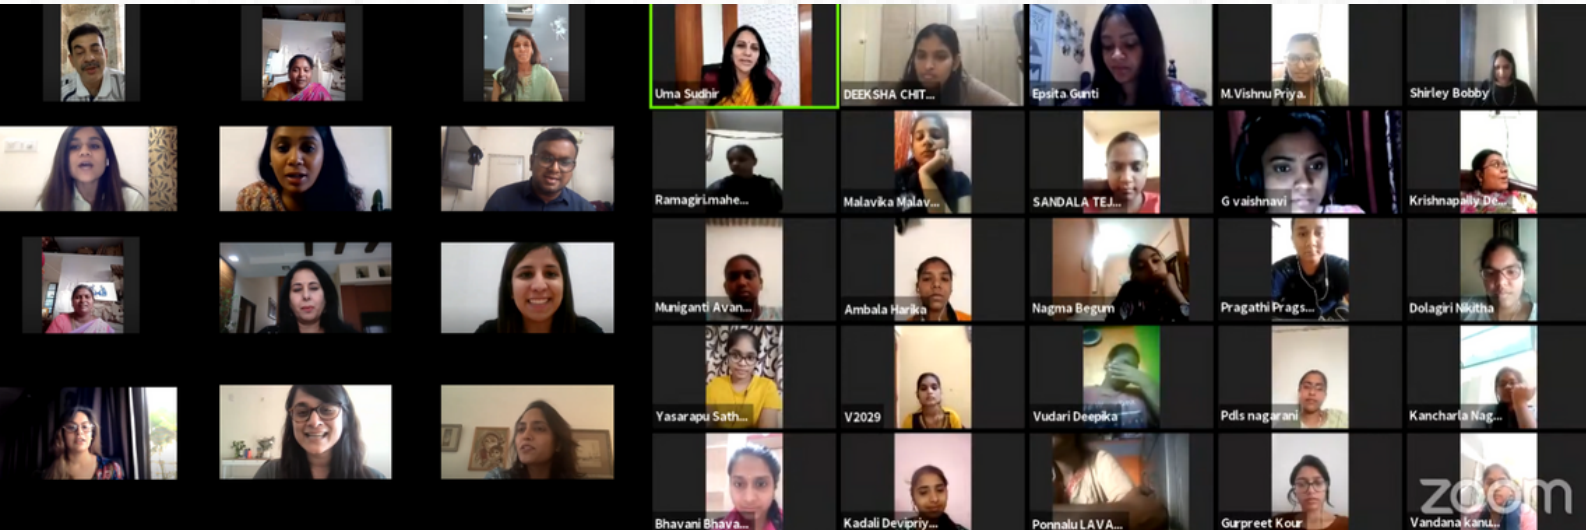 Uma Sudhir
DEEKSHA CHIT...
Epsita Gunti
M.Vishnu Priya.
Shirley Bobby
Ramagiri.mahe...
Malavika Malav...
SANDALA TEJ...
G vaishnavi
Krishnapally De...
Muniganti Avan...
Ambala Harika
Nagma Begum
Pragathi Prags...
Dolagiri Nikitha
Yasarapu Sath...
V2029
Vudari Deepika
Pdls nagarani
Kancharla Nag...
Bhavani Bhava...
Kadali Devipriy...
Ponnalu LAVA...
Gurpreet Kour
Vandana kanu...
zoom